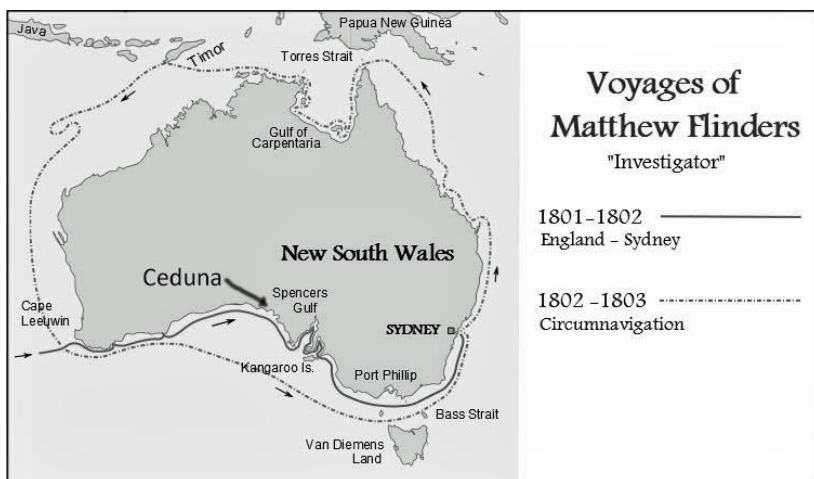 Java
Papua New Guinea
Timor
Torres Strait
Gulf of
Carpentaria
New South Wales
Ceduna
Spencers
Gulf
Cape
Leeuwin
SYDNEY
Kangaroo Is.
Port Phillip
Bass Strait
Van Diemens
Land
Voyages of
Matthew Flinders
"Investigator"
1801-1802
England - Sydney
1802 -1803
Circumnavigation